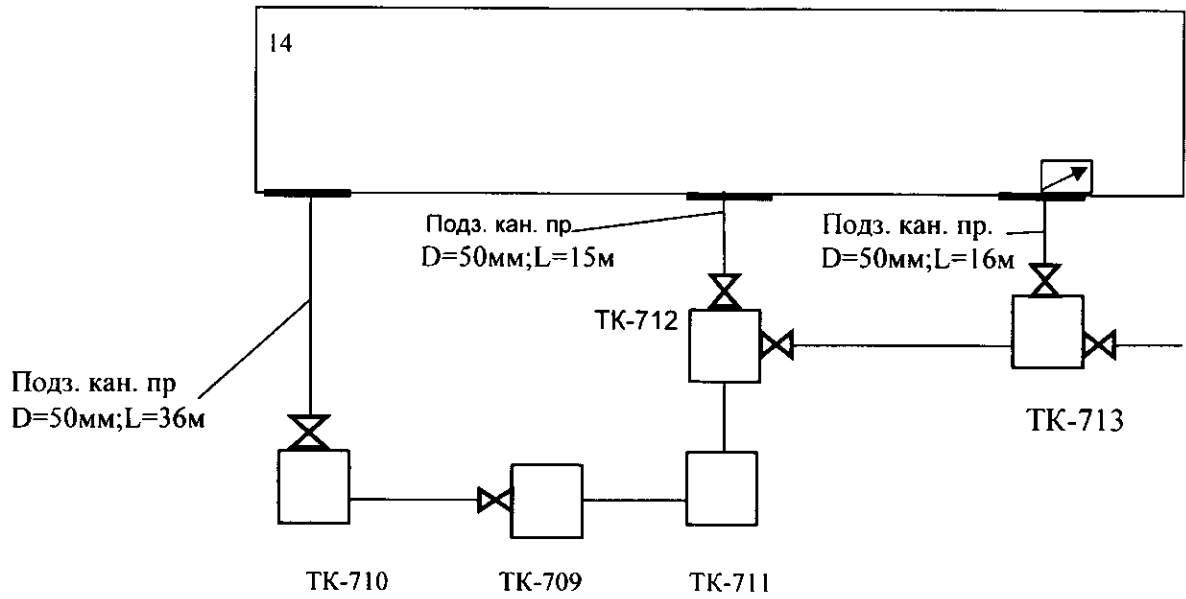 14
Подз. кан. пр
D=50мм;L=15м
Подз. кан. пр.
D=50мм;L=16м
ТК-712
Подз. кан. пр
D=50мм;L=36м
ТК-713
ТК-710
ТК-709
ТК-711